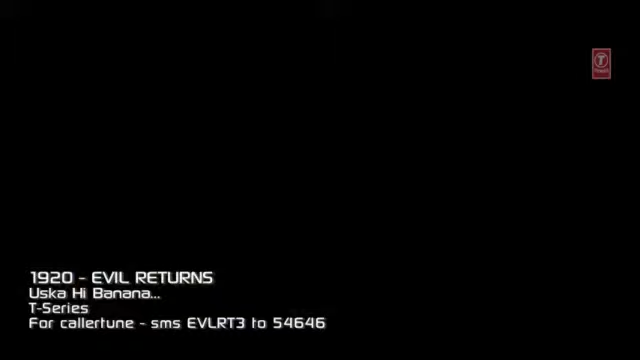 1920 - EVIL RETURNS
Uska Hi Banana...
T-Series
For callertune - sms EVLRT3 to 54646